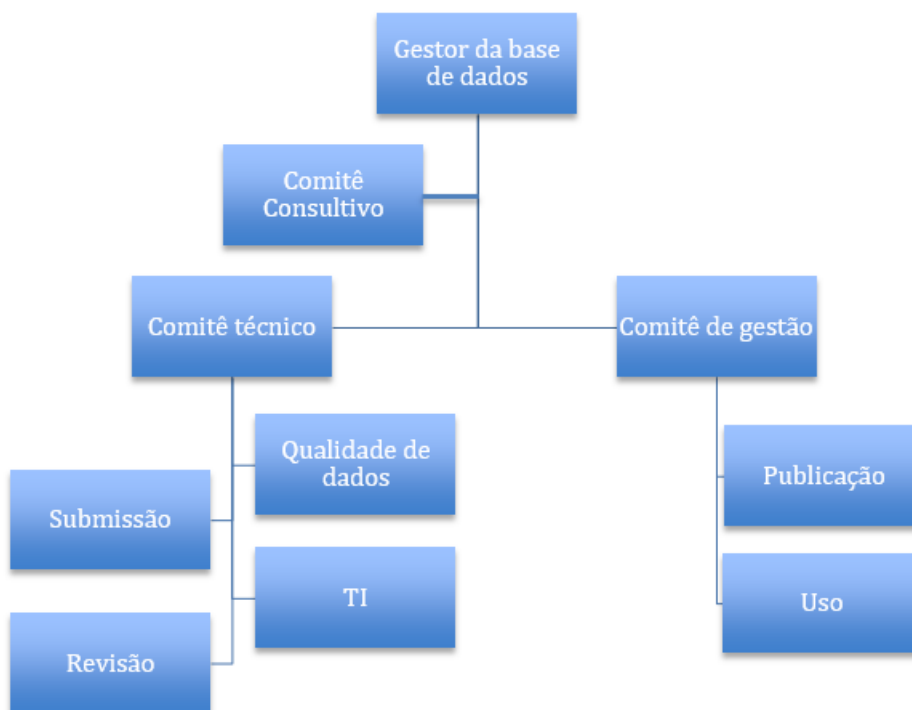 Gestor da base
de dados
Comitê
Consultivo
Comitê técnico
Comitê de gestão
Qualidade de
dados
Submissão
TI
Revisão
Publicação
Uso